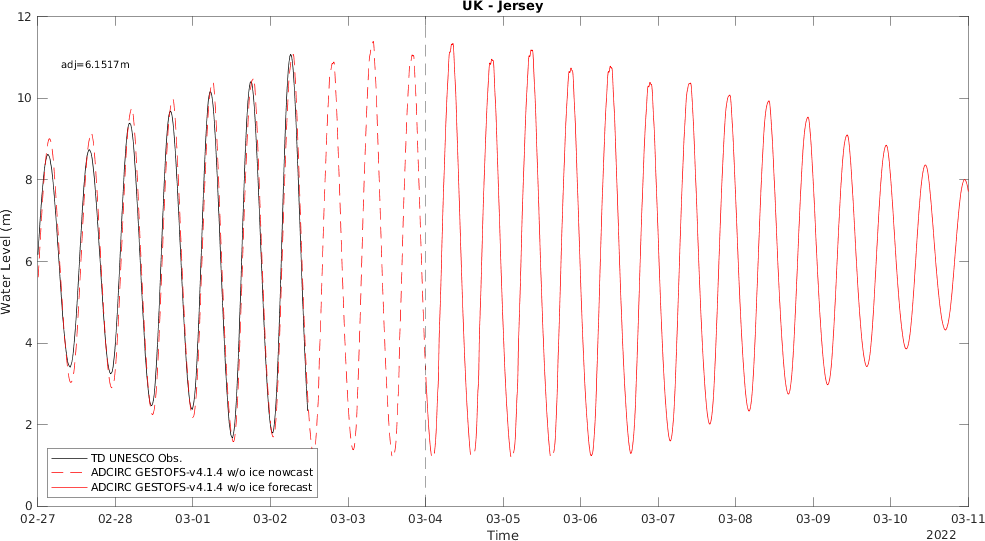 UK - Jersey
12
adj=6.1517m
10
8
6
4
2
0
Water Level (m)
TD UNESCO Obs.
ADCIRC GESTOFS-v4.1.4 w/o ice nowcast
ADCIRC GESTOFS-v4.1.4 w/o ice forecast
02-27 02-28 03-01 03-02 03-03 03-04 03-05 03-06 03-07 03-08 03-09 03-10 03-11
Time
2022